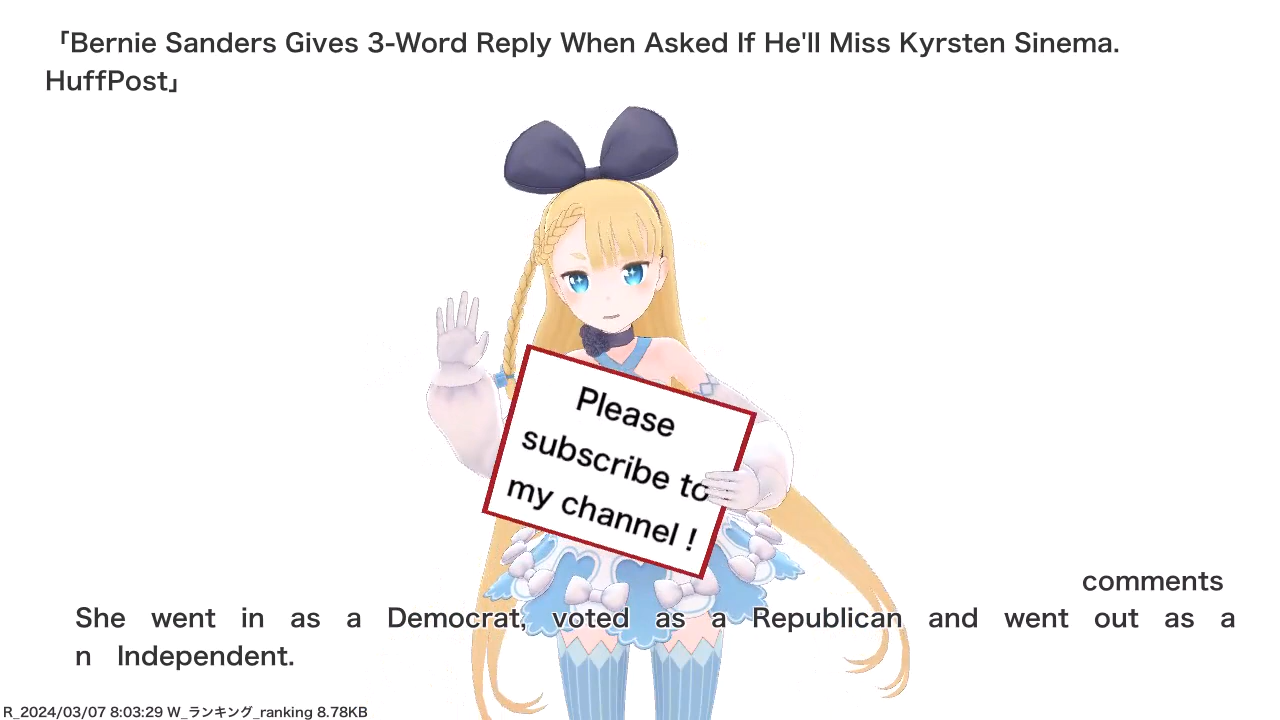 「Bernie Sanders Gives 3-Word Reply When Asked If He'll Miss Kyrsten Sinema.
HuffPost」
Please
subscribe to
my channel !
comments
She went in as a Democrat, voted as a Republican and went out as a
n Independent.
R_2024/03/07 8:03:29 W_ランキング_ranking 8.78KB